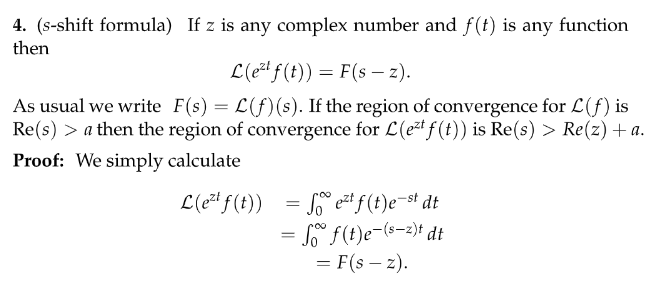 4. (s-shift formula) If z is any complex number and f(t) is any function
then
ℒ(e^{zt} f(t)) = F(s − z).
As usual we write F(s) = ℒ(f)(s). If the region of convergence for ℒ(f) is
Re(s) > a then the region of convergence for ℒ(e^{zt} f(t)) is Re(s) > Re(z) + a.
Proof: We simply calculate
ℒ(e^{zt} f(t)) = ∫_0^∞ e^{zt} f(t)e^{−st} dt
= ∫_0^∞ f(t)e^{−(s−z)t} dt
= F(s − z).